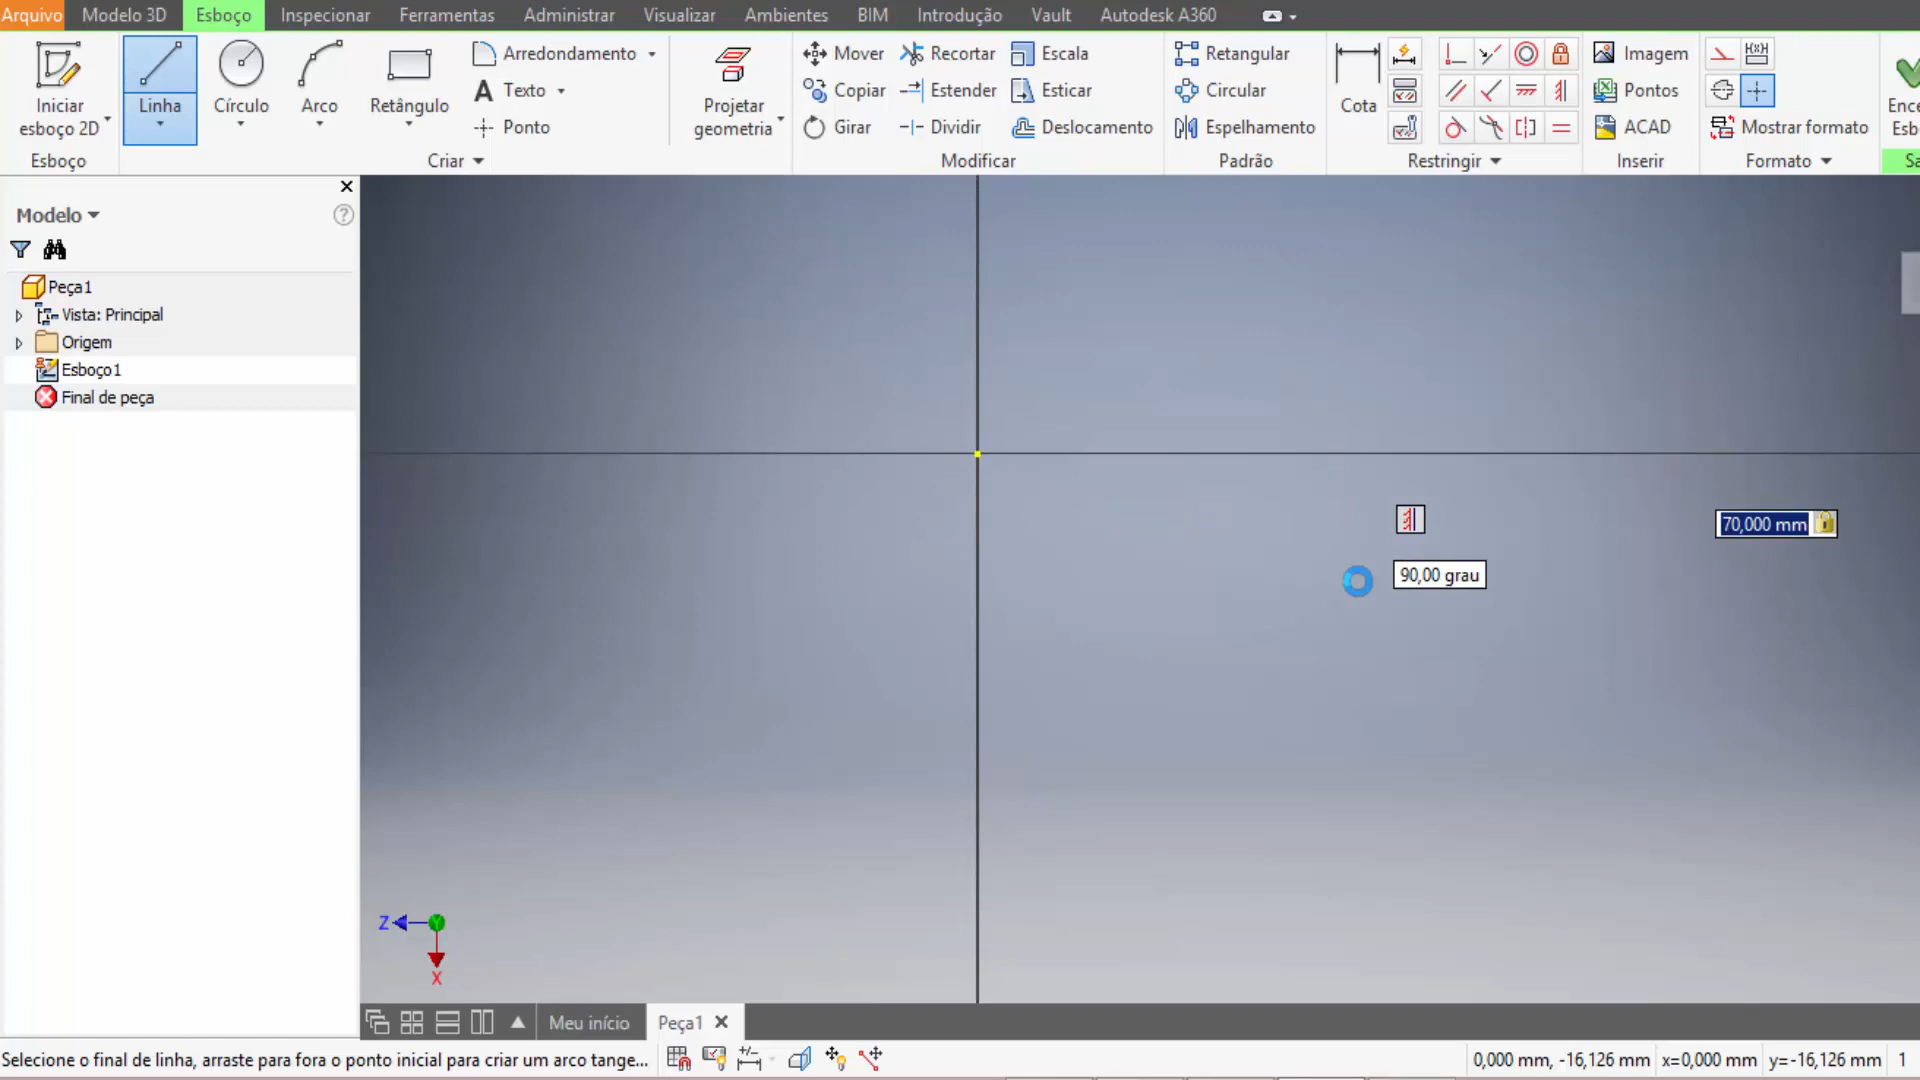 Arquivo Modelo 3D Esboço Inspecionar Ferramentas Administrar Visualizar Ambientes BIM Introdução Vault Autodesk A360
Iniciar
esboço 2D
Esboço
Linha
Círculo
Arco
Retângulo
Arredondamento
A Texto
Ponto
Criar
Projetar
geometria
Mover
Copiar
Girar
Recortar
Estender
Dividir
Escala
Esticar
Deslocamento
Modificar
Retangular
Circular
Espelhamento
Padrão
Cota
Restringir
Imagem
Pontos
ACAD
Inserir
Mostrar formato
Formato
Ence
Esb
Sa
Modelo
Peça1
Vista: Principal
Origem
Esboço1
Final de peça
70,000 mm
90,00 grau
Z
Y
X
Meu início
Peça1
Selecione o final de linha, arraste para fora o ponto inicial para criar um arco tange...
0,000 mm, -16,126 mm x=0,000 mm y=-16,126 mm 1